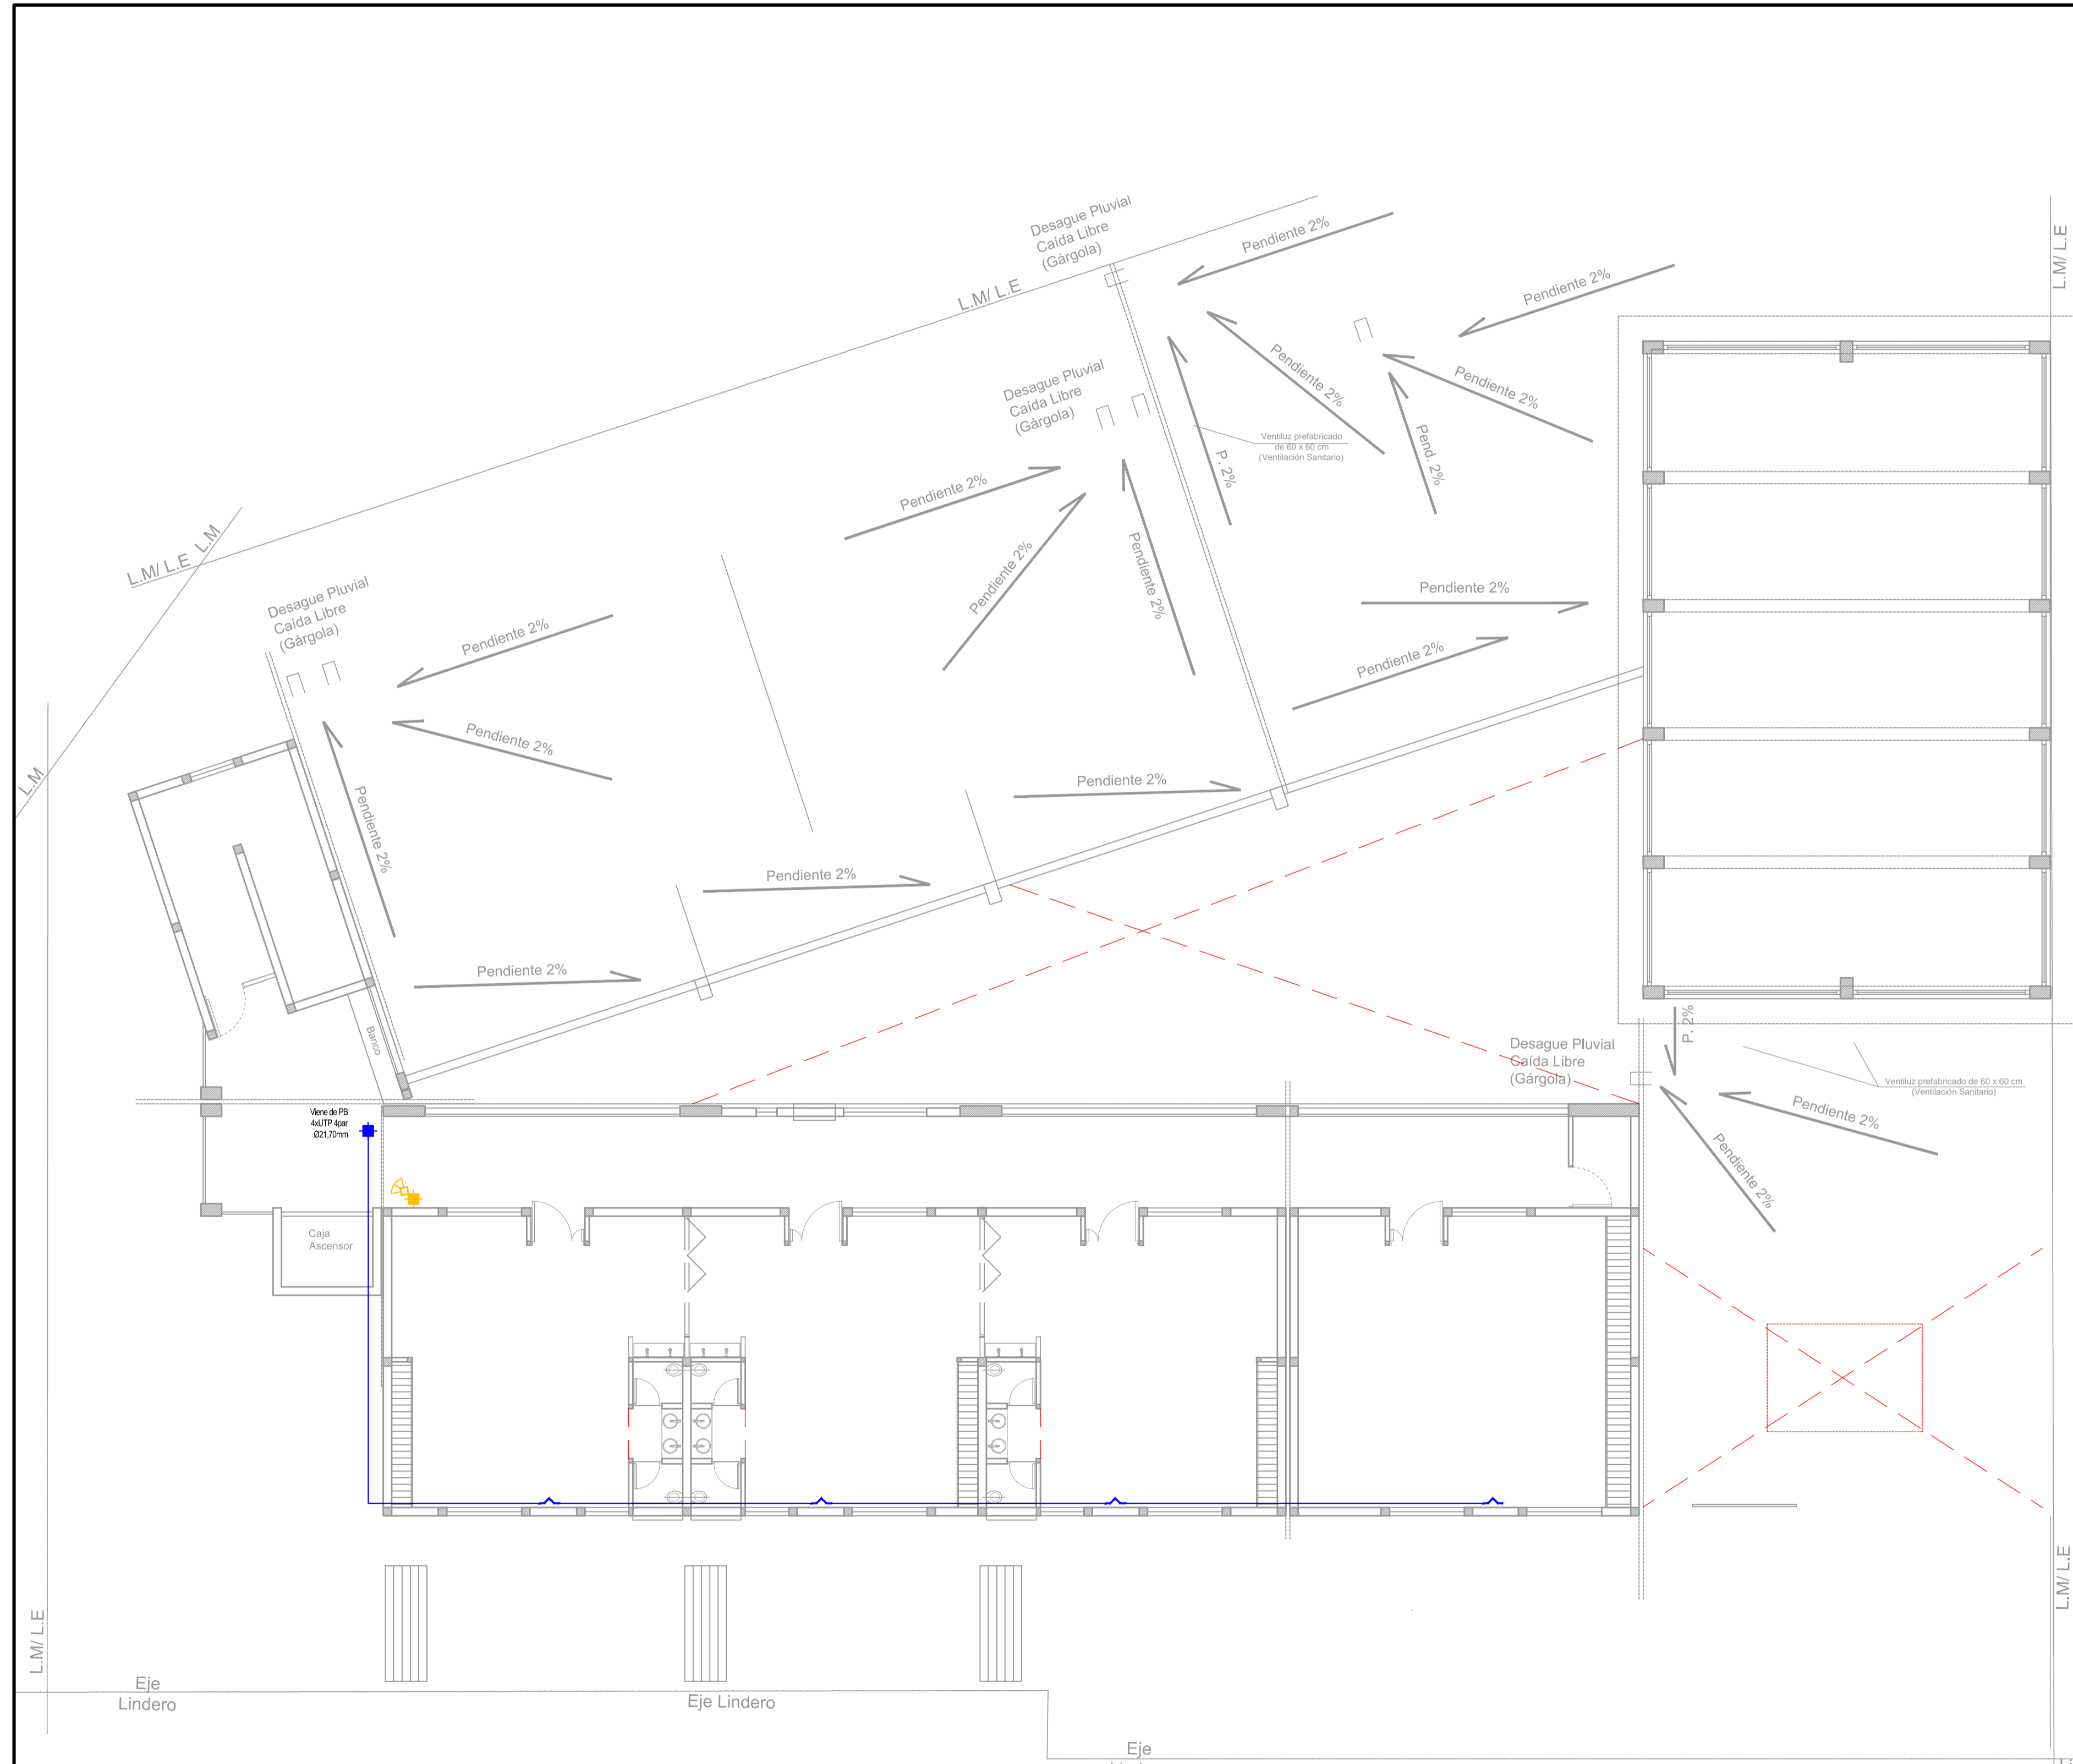 Desague Pluvial
Caída Libre
(Gárgola)
Pendiente 2%
L.M/ L.E
L.M/ L.E
Pendiente 2%
Pendiente 2%
Desague Pluvial
Caída Libre
(Gárgola)
Pendiente 2%
Ventiluz prefabricado
de 60 x 60 cm
(Ventilación Sanitario)
P. 2%
Pend. 2%
Pendiente 2%
L.M
L.M/ L.E
Pendiente 2%
Pendiente 2%
Pendiente 2%
Desague Pluvial
Caída Libre
(Gárgola)
Pendiente 2%
Pendiente 2%
Pendiente 2%
L.M
Pendiente 2%
Pendiente 2%
Pendiente 2%
Pendiente 2%
Banco
P. 2%
Desague Pluvial
Caída Libre
(Gárgola)
Ventiluz prefabricado de 60 x 60 cm
(Ventilación Sanitario)
Viene de PB
4xUTP 4par
Ø21,70mm
Pendiente 2%
Pendiente 2%
Caja
Ascensor
L.M/ L.E
L.M/ L.E
Eje
Lindero
Eje Lindero
Eje